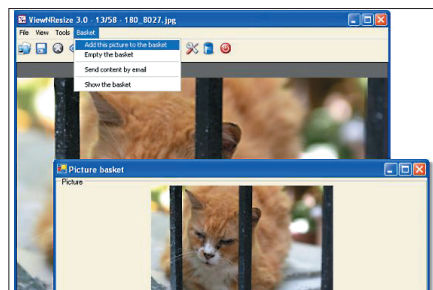 ViewNResize 3.0 - 13/58 - 180_8027.jpg
File View Tools Basket
Add this picture to the basket
Empty the basket
Send content by email
Show the basket
Picture basket
Picture